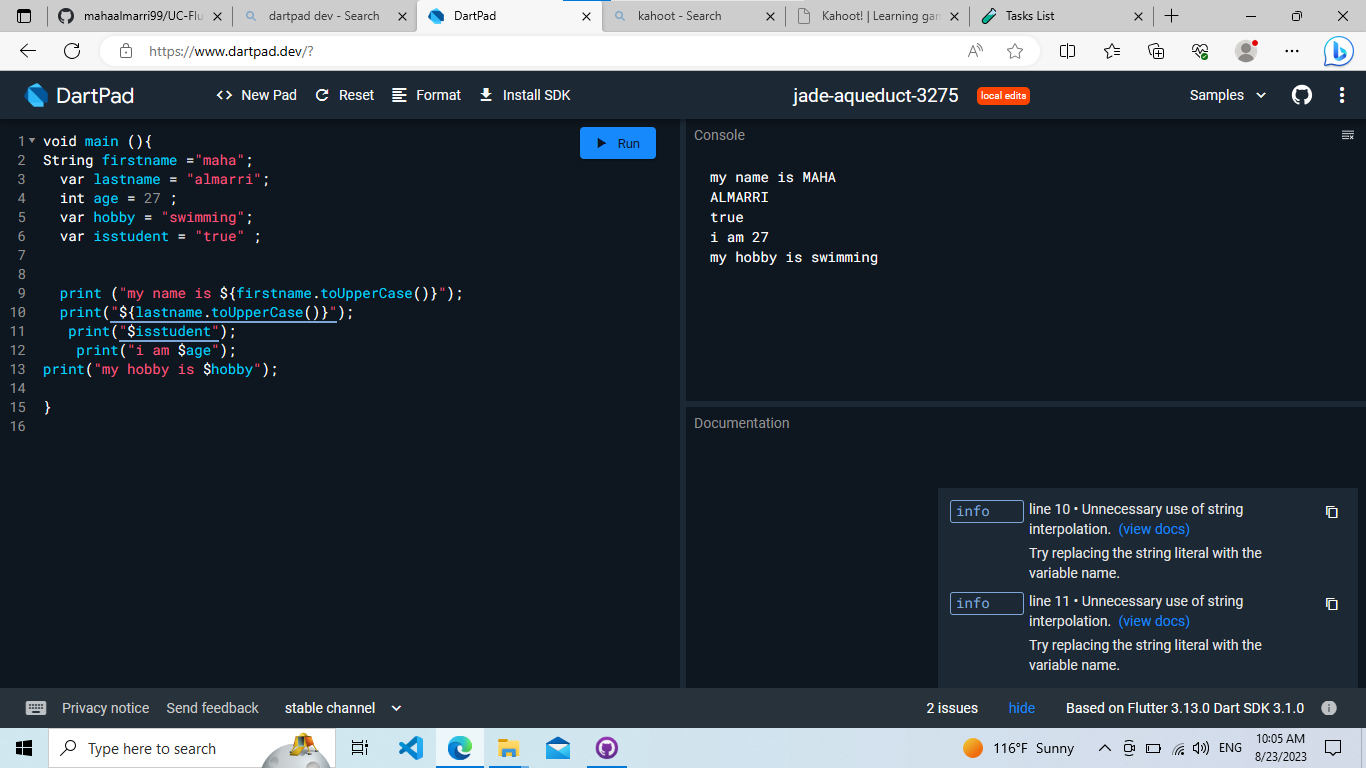 mahaalmarri99/UC-Flu
dartpad dev - Search
DartPad
kahoot - Search
Kahoot! | Learning gam
Tasks List
https://www.dartpad.dev/?
DartPad
<> New Pad
Reset
Format
Install SDK
jade-aqueduct-3275
local edits
Samples
1 void main (){
2 String firstname ="maha";
3 var lastname = "almarri";
4 int age = 27 ;
5 var hobby = "swimming";
6 var isstudent = "true" ;
7
8
9 print ("my name is ${firstname.toUpperCase()}");
10 print("${lastname.toUpperCase()}");
11 print("$isstudent");
12 print("i am $age");
13 print("my hobby is $hobby");
14
15 }
16
Run
Console
my name is MAHA
ALMARRI
true
i am 27
my hobby is swimming
Documentation
info
line 10 • Unnecessary use of string
interpolation. (view docs)
Try replacing the string literal with the
variable name.
info
line 11 • Unnecessary use of string
interpolation. (view docs)
Try replacing the string literal with the
variable name.
Privacy notice
Send feedback
stable channel
2 issues
hide
Based on Flutter 3.13.0 Dart SDK 3.1.0
Type here to search
116°F Sunny
ENG
10:05 AM
8/23/2023